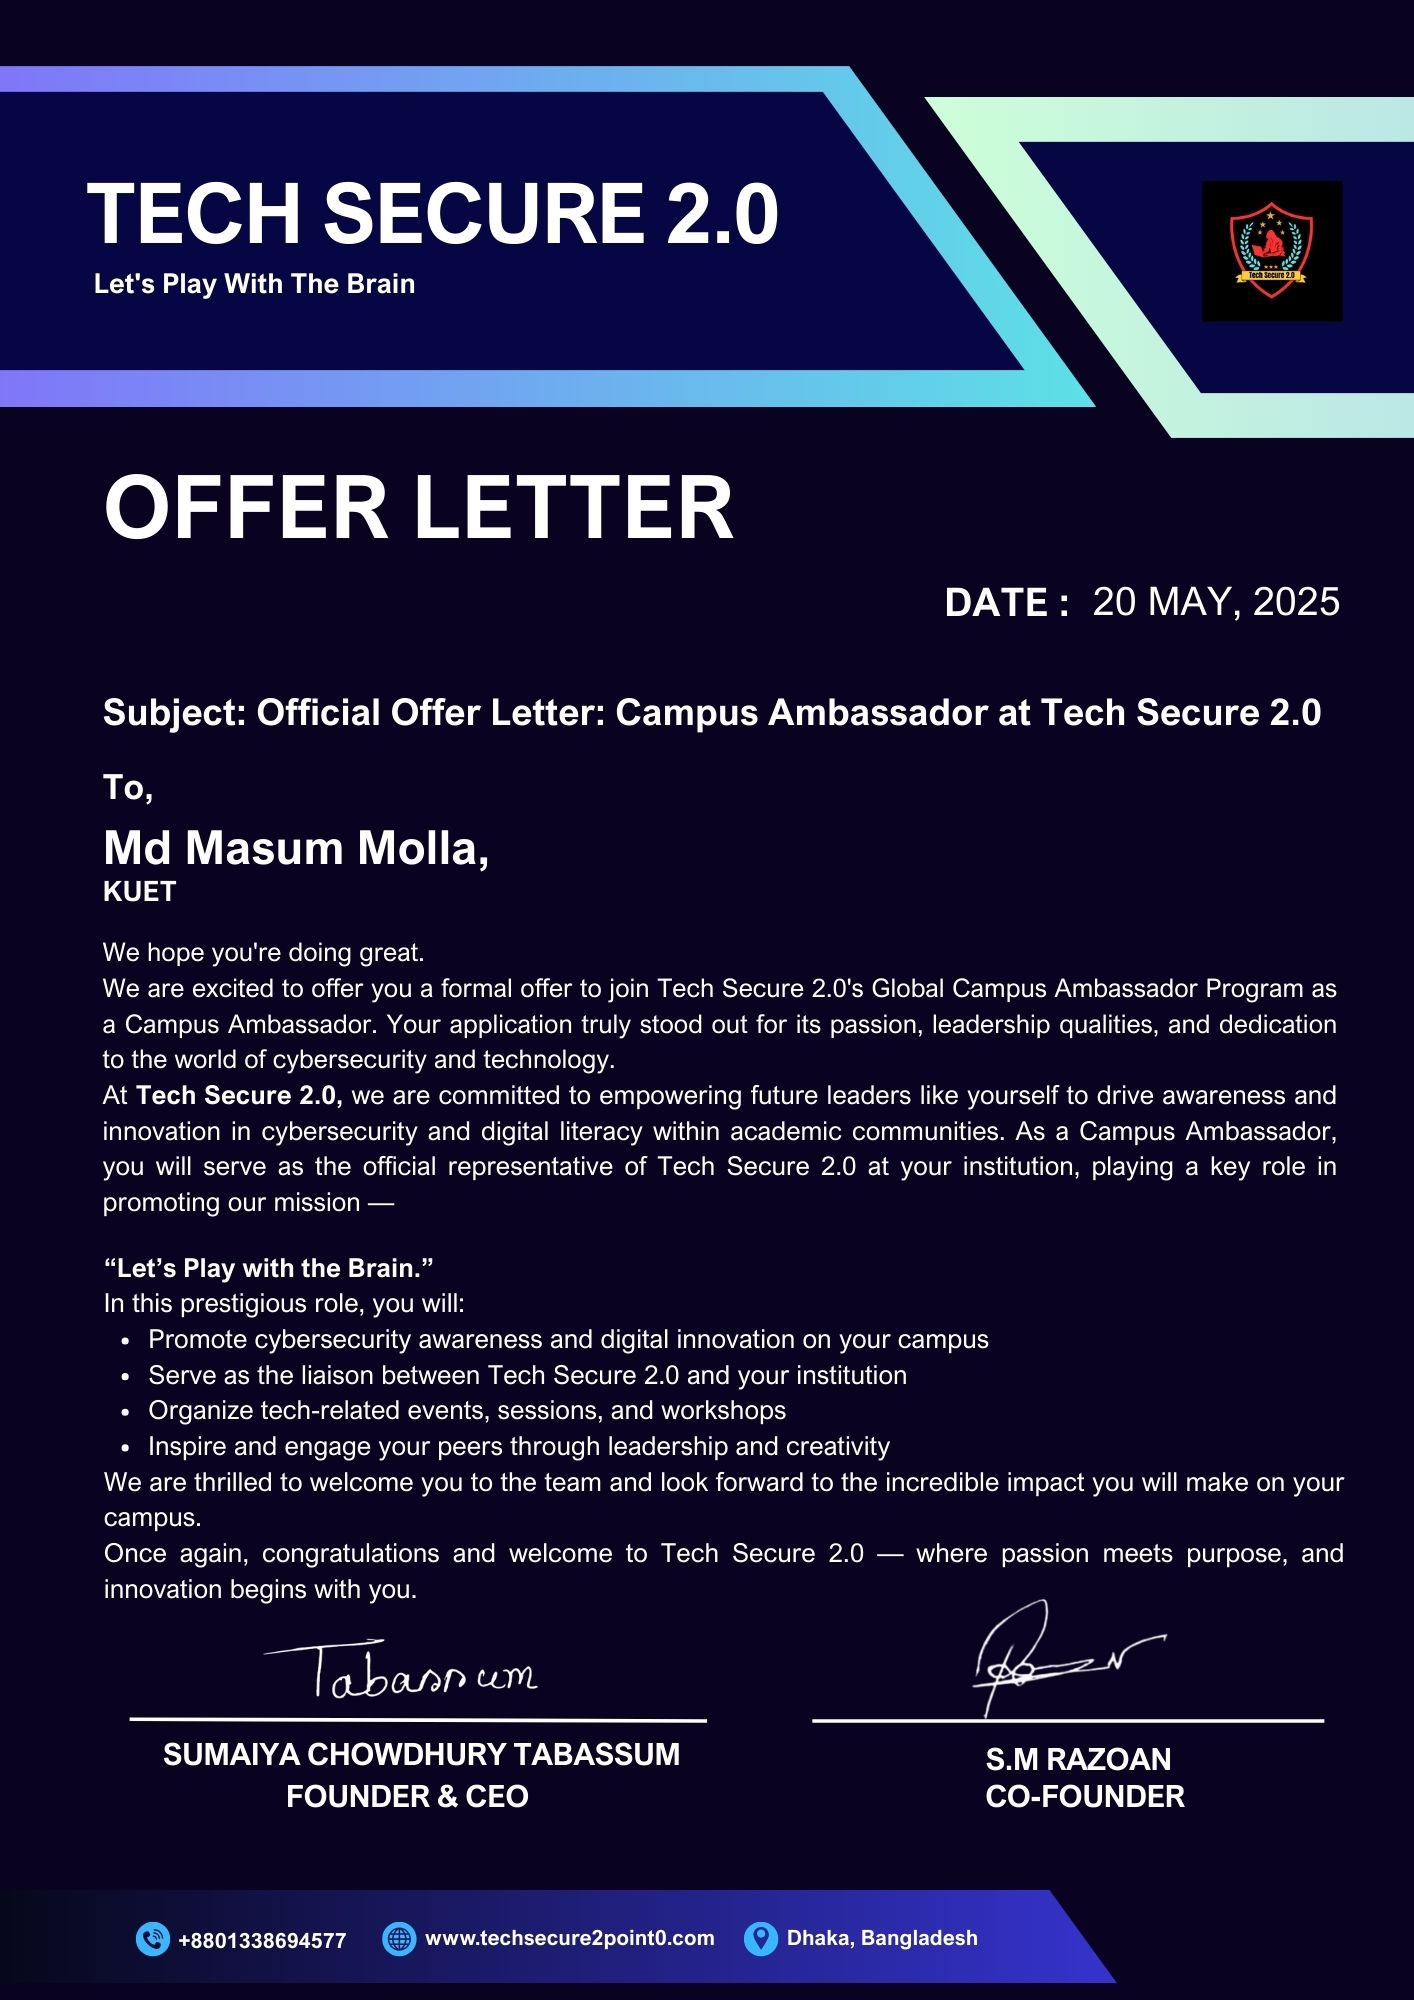 TECH SECURE 2.0
Let's Play With The Brain
Tech Secure 2.0
OFFER LETTER
DATE : 20 MAY, 2025
Subject: Official Offer Letter: Campus Ambassador at Tech Secure 2.0
To,
Md Masum Molla,
KUET
We hope you're doing great.
We are excited to offer you a formal offer to join Tech Secure 2.0's Global Campus Ambassador Program as
a Campus Ambassador. Your application truly stood out for its passion, leadership qualities, and dedication
to the world of cybersecurity and technology.
At Tech Secure 2.0, we are committed to empowering future leaders like yourself to drive awareness and
innovation in cybersecurity and digital literacy within academic communities. As a Campus Ambassador,
you will serve as the official representative of Tech Secure 2.0 at your institution, playing a key role in
promoting our mission —
“Let’s Play with the Brain.”
In this prestigious role, you will:
• Promote cybersecurity awareness and digital innovation on your campus
• Serve as the liaison between Tech Secure 2.0 and your institution
• Organize tech-related events, sessions, and workshops
• Inspire and engage your peers through leadership and creativity
We are thrilled to welcome you to the team and look forward to the incredible impact you will make on your
campus.
Once again, congratulations and welcome to Tech Secure 2.0 — where passion meets purpose, and
innovation begins with you.
Tabassum
SUMAIYA CHOWDHURY TABASSUM
FOUNDER & CEO
S.M RAZOAN
CO-FOUNDER
+8801338694577
www.techsecure2point0.com
Dhaka, Bangladesh